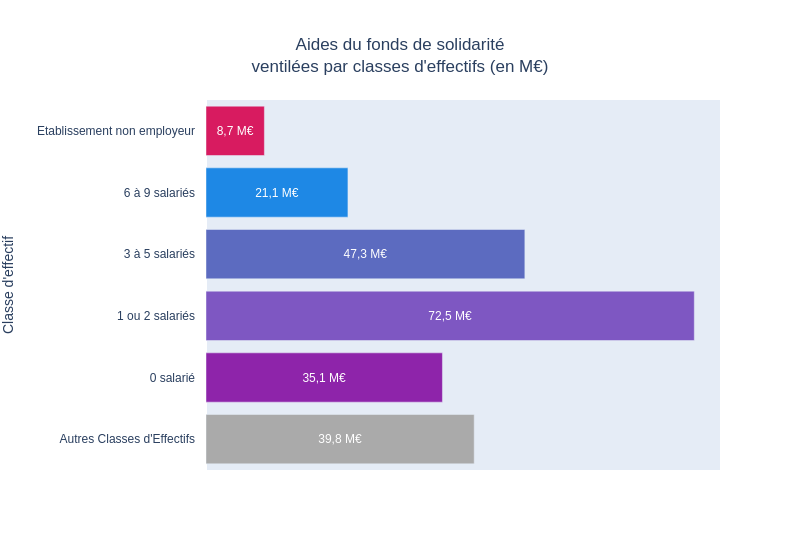 Aides du fonds de solidarité
ventilées par classes d'effectifs (en M€)
Classe d'effectif
Etablissement non employeur
8,7 M€
6 à 9 salariés
21,1 M€
3 à 5 salariés
47,3 M€
1 ou 2 salariés
72,5 M€
0 salarié
35,1 M€
Autres Classes d'Effectifs
39,8 M€